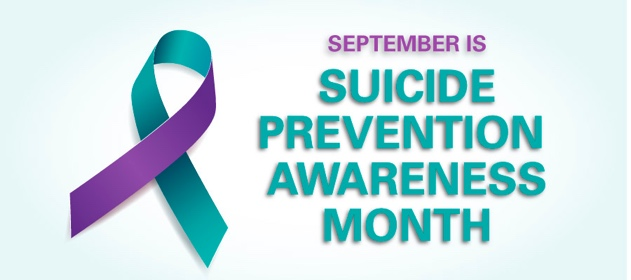 SEPTEMBER IS
SUICIDE
PREVENTION
AWARENESS
MONTH